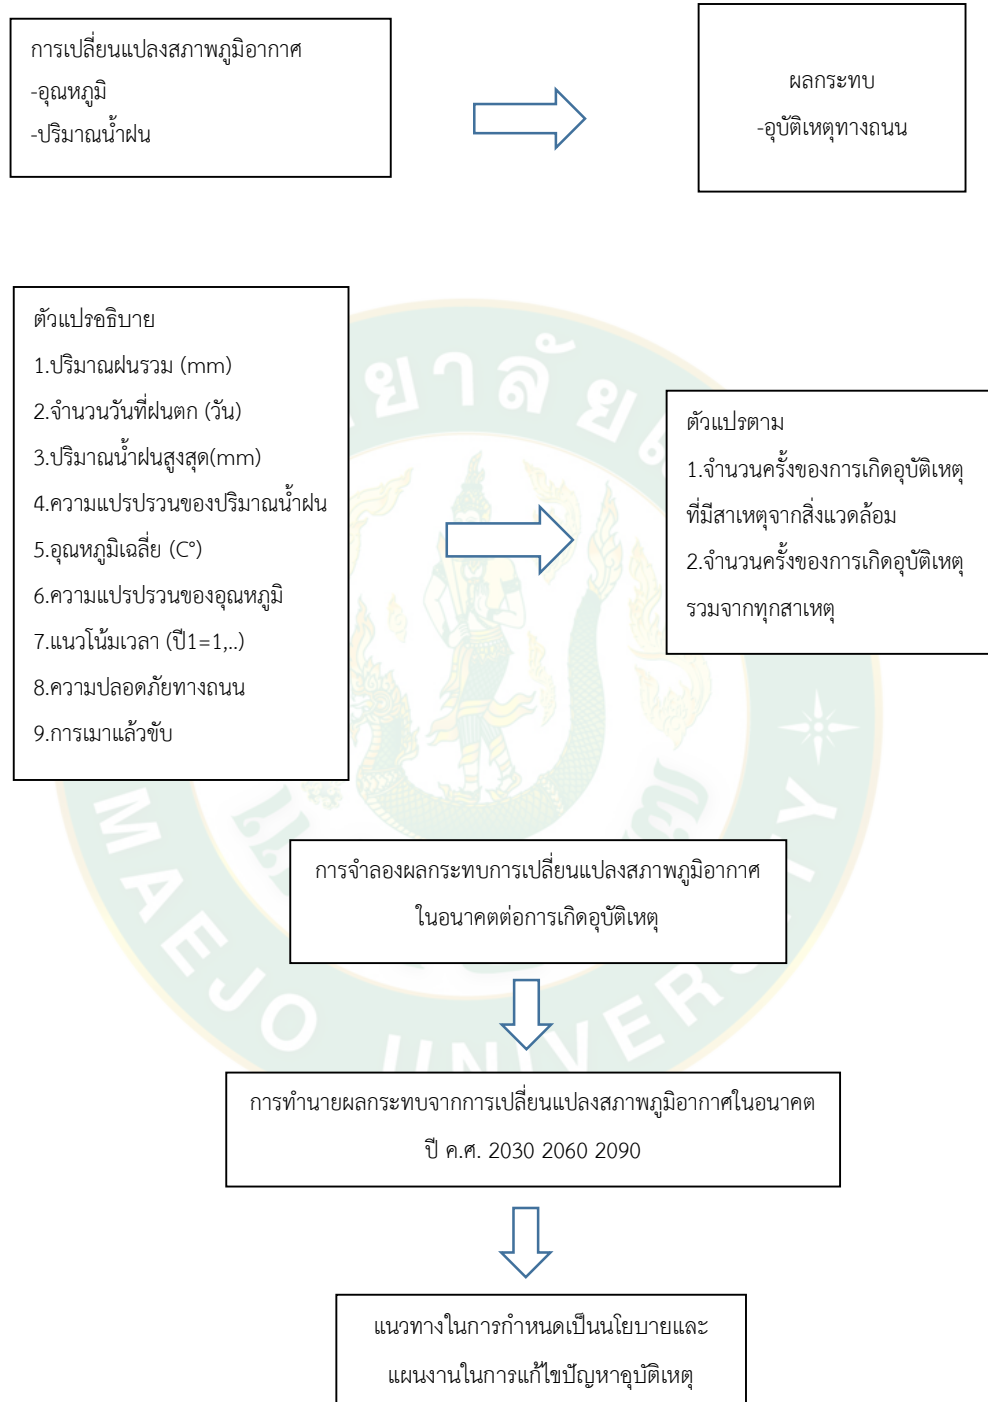 การเปลี่ยนแปลงสภาพภูมิอากาศ
-อุณหภูมิ
-ปริมาณน้ำฝน
ผลกระทบ
-อุบัติเหตุทางถนน
ตัวแปรอธิบาย
1.ปริมาณฝนรวม (mm)
2.จำนวนวันที่ฝนตก (วัน)
3.ปริมาณน้ำฝนสูงสุด(mm)
4.ความแปรปรวนของปริมาณน้ำฝน
5.อุณหภูมิเฉลี่ย (C°)
6.ความแปรปรวนของอุณหภูมิ
7.แนวโน้มเวลา (ปี1=1,..)
8.ความปลอดภัยทางถนน
9.การเมาแล้วขับ
ตัวแปรตาม
1.จำนวนครั้งของการเกิดอุบัติเหตุ
ที่มีสาเหตุจากสิ่งแวดล้อม
2.จำนวนครั้งของการเกิดอุบัติเหตุ
รวมจากทุกสาเหตุ
การจำลองผลกระทบการเปลี่ยนแปลงสภาพภูมิอากาศ
ในอนาคตต่อการเกิดอุบัติเหตุ
การทำนายผลกระทบจากการเปลี่ยนแปลงสภาพภูมิอากาศในอนาคต
ปี ค.ศ. 2030 2060 2090
แนวทางในการกำหนดเป็นนโยบายและ
แผนงานในการแก้ไขปัญหาอุบัติเหตุ
MAEJO UNIVERSITY